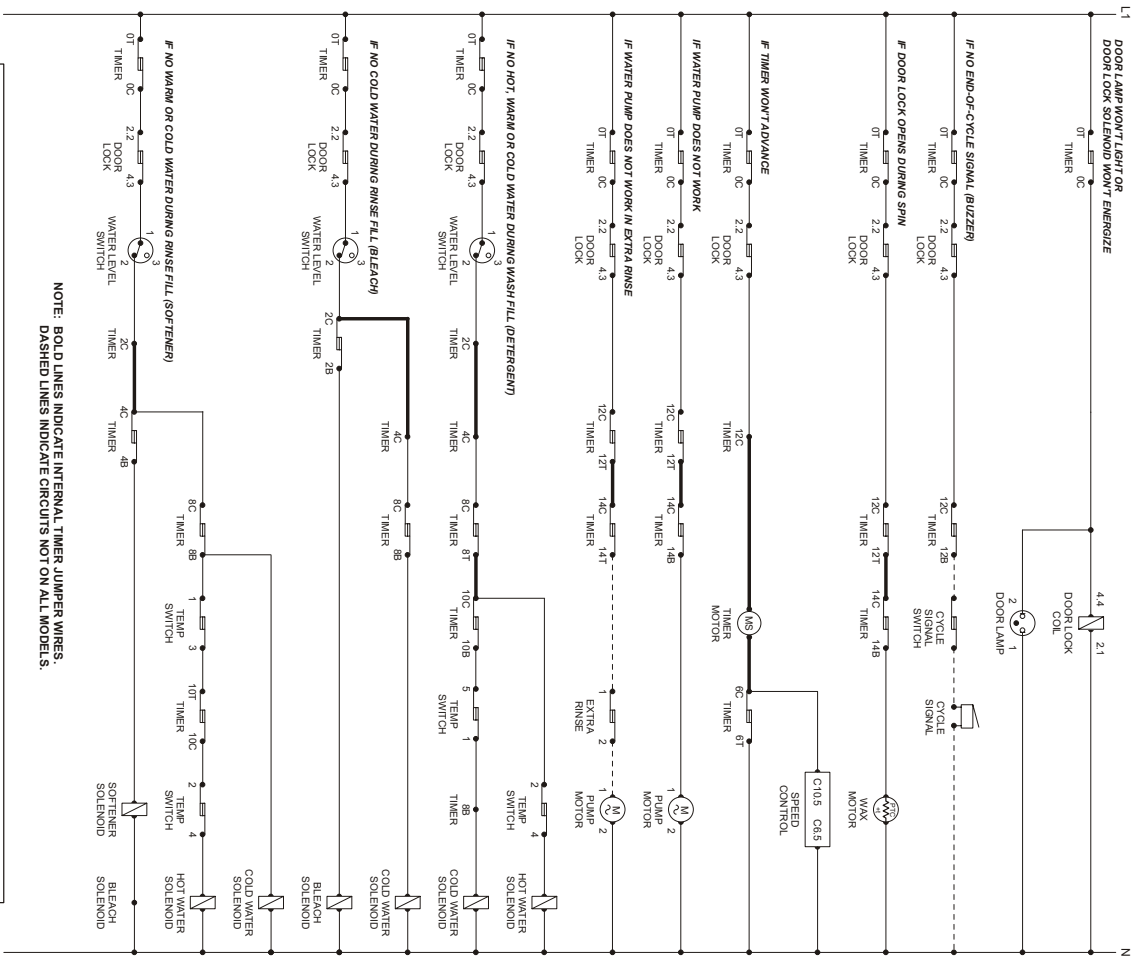 L1
N
DOOR LAMP WON'T LIGHT OR
DOOR LOCK SOLENOID WON'T ENERGIZE
0T
0C
TIMER
4.4
2.1
DOOR LOCK
COIL
2
1
DOOR LAMP
IF NO END-OF-CYCLE SIGNAL (BUZZER)
0T
0C
2.2
4.3
12C
12B
TIMER
DOOR
LOCK
TIMER
CYCLE
SIGNAL
SWITCH
CYCLE
SIGNAL
IF DOOR LOCK OPENS DURING SPIN
0T
0C
2.2
4.3
12C
12T
14C
14B
PTC
+t
TIMER
DOOR
LOCK
TIMER
TIMER
WAX
MOTOR
C10.5
C6.5
SPEED
CONTROL
IF TIMER WON'T ADVANCE
0T
0C
2.2
4.3
12C
MS
6C
6T
TIMER
DOOR
LOCK
TIMER
TIMER
MOTOR
TIMER
IF WATER PUMP DOES NOT WORK
0T
0C
2.2
4.3
12C
12T
14C
14B
1
M
2
TIMER
DOOR
LOCK
TIMER
PUMP
MOTOR
IF WATER PUMP DOES NOT WORK IN EXTRA RINSE
0T
0C
2.2
4.3
12C
12T
14C
14T
1
2
1
M
2
TIMER
DOOR
LOCK
TIMER
TIMER
EXTRA
RINSE
PUMP
MOTOR
2
4
TEMP
SWITCH
HOT WATER
SOLENOID
IF NO HOT, WARM OR COLD WATER DURING WASH FILL (DETERGENT)
0T
0C
2.2
4.3
1
3
2
2C
4C
8C
8T
10C
10B
5
1
8B
TIMER
DOOR
LOCK
WATER LEVEL
SWITCH
TIMER
TIMER
TIMER
TEMP
SWITCH
TIMER
COLD WATER
SOLENOID
4C
8C
8B
TIMER
TIMER
COLD WATER
SOLENOID
IF NO COLD WATER DURING RINSE FILL (BLEACH)
0T
0C
2.2
4.3
1
3
2
2C
2B
TIMER
DOOR
LOCK
WATER LEVEL
SWITCH
TIMER
BLEACH
SOLENOID
COLD WATER
SOLENOID
8C
8B
1
3
10T
10C
2
4
TIMER
TEMP
SWITCH
TIMER
TEMP
SWITCH
HOT WATER
SOLENOID
IF NO WARM OR COLD WATER DURING RINSE FILL (SOFTENER)
0T
0C
2.2
4.3
1
3
2
2C
4C
4B
TIMER
DOOR
LOCK
WATER LEVEL
SWITCH
TIMER
TIMER
SOFTENER
SOLENOID
BLEACH
SOLENOID
NOTE: BOLD LINES INDICATE INTERNAL TIMER JUMPER WIRES.
DASHED LINES INDICATE CIRCUITS NOT ON ALL MODELS.